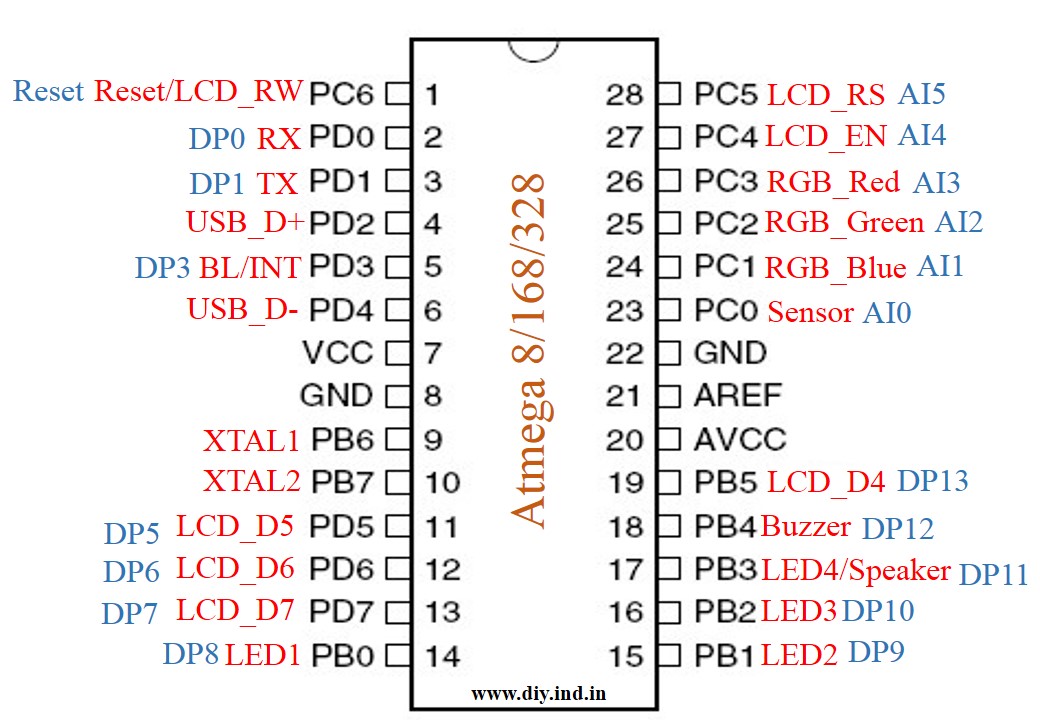 Reset Reset/LCD_RW PC6 1 28 PC5 LCD_RS AI5
DP0 RX PD0 2 27 PC4 LCD_EN AI4
DP1 TX PD1 3 26 PC3 RGB_Red AI3
USB_D+ PD2 4 25 PC2 RGB_Green AI2
DP3 BL/INT PD3 5 24 PC1 RGB_Blue AI1
USB_D- PD4 6 23 PC0 Sensor AI0
VCC 7 22 GND
GND 8 21 AREF
XTAL1 PB6 9 20 AVCC
XTAL2 PB7 10 19 PB5 LCD_D4 DP13
DP5 LCD_D5 PD5 11 18 PB4 Buzzer DP12
DP6 LCD_D6 PD6 12 17 PB3 LED4/Speaker DP11
DP7 LCD_D7 PD7 13 16 PB2 LED3 DP10
DP8 LED1 PB0 14 15 PB1 LED2 DP9
Atmega 8/168/328
www.diy.ind.in